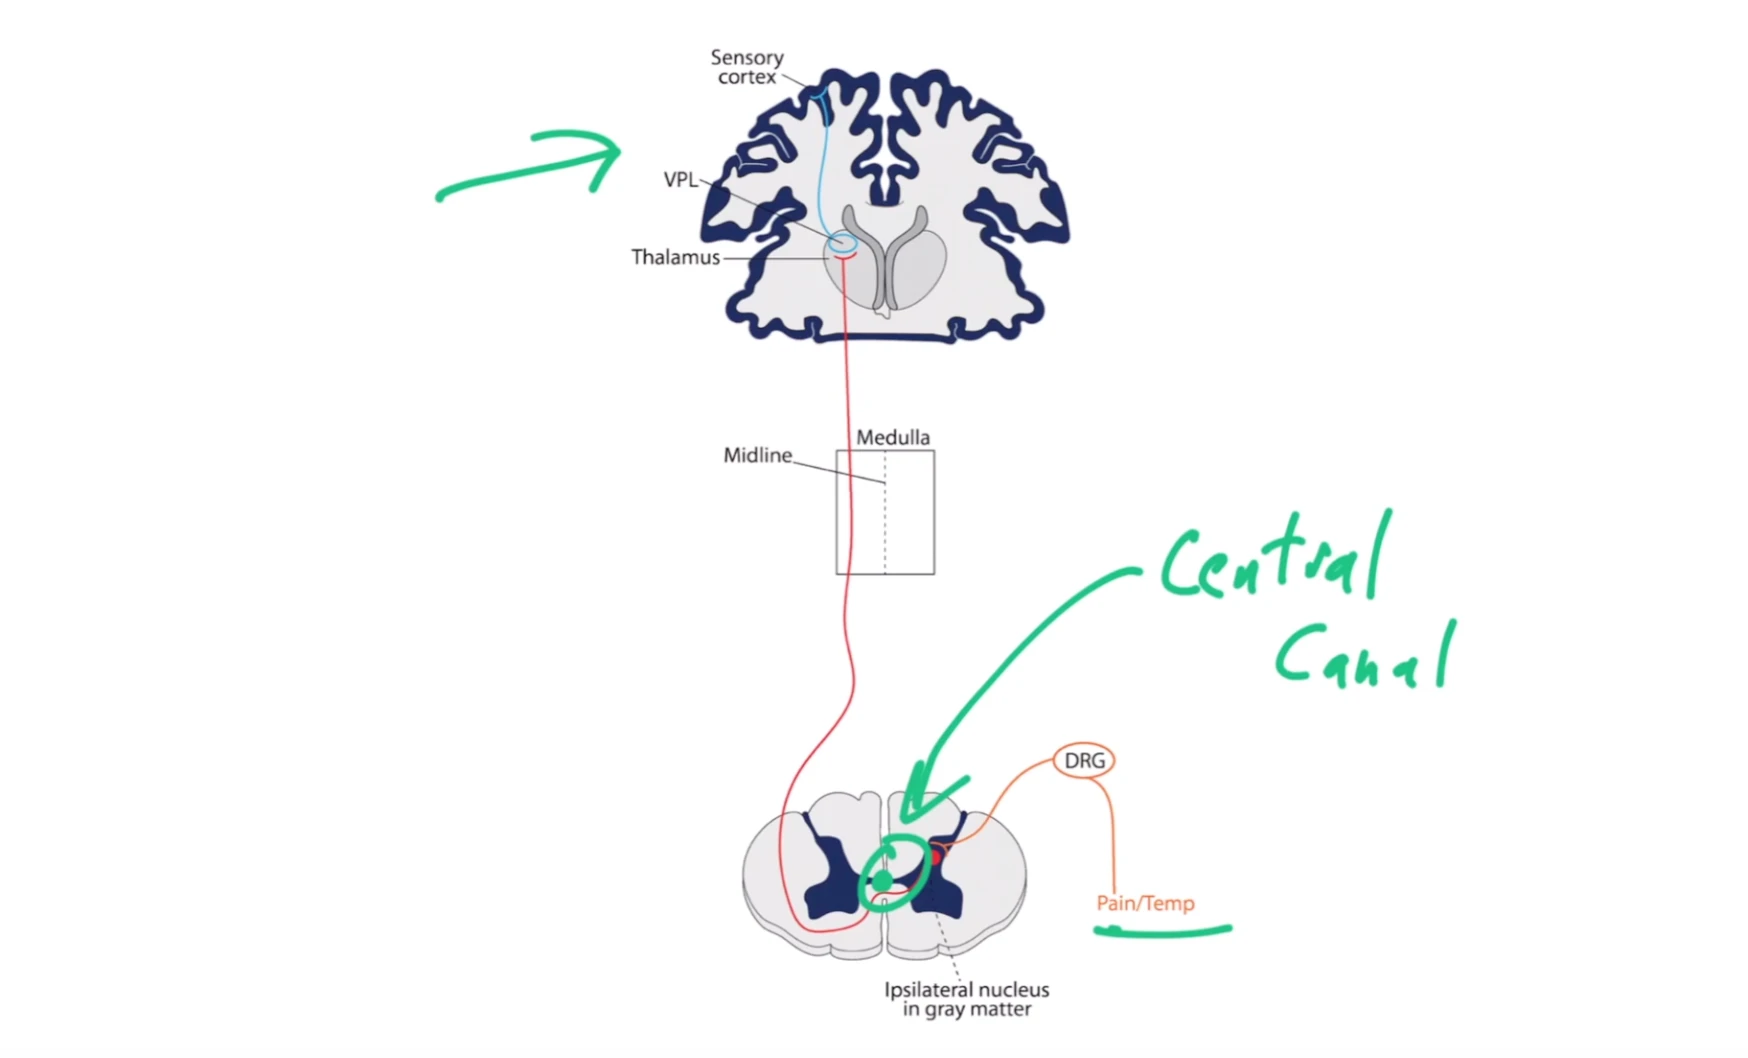 Sensory
cortex
VPL
Thalamus
Medulla
Midline
Central
Canal
DRG
Pain/Temp
Ipsilateral nucleus
in gray matter